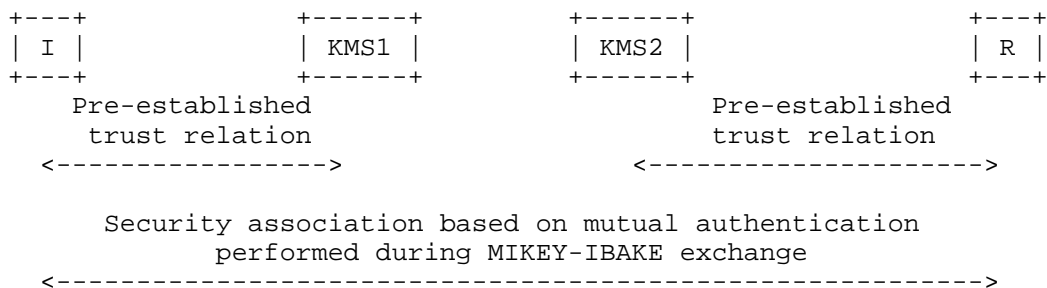 +---+               +------+         +------+                 +---+
| I |               | KMS1 |         | KMS2 |                 | R |
+---+               +------+         +------+                 +---+
    Pre-established                         Pre-established
     trust relation                         trust relation
  <----------------->                  <--------------------->

      Security association based on mutual authentication
             performed during MIKEY-IBAKE exchange
  <---------------------------------------------------------->